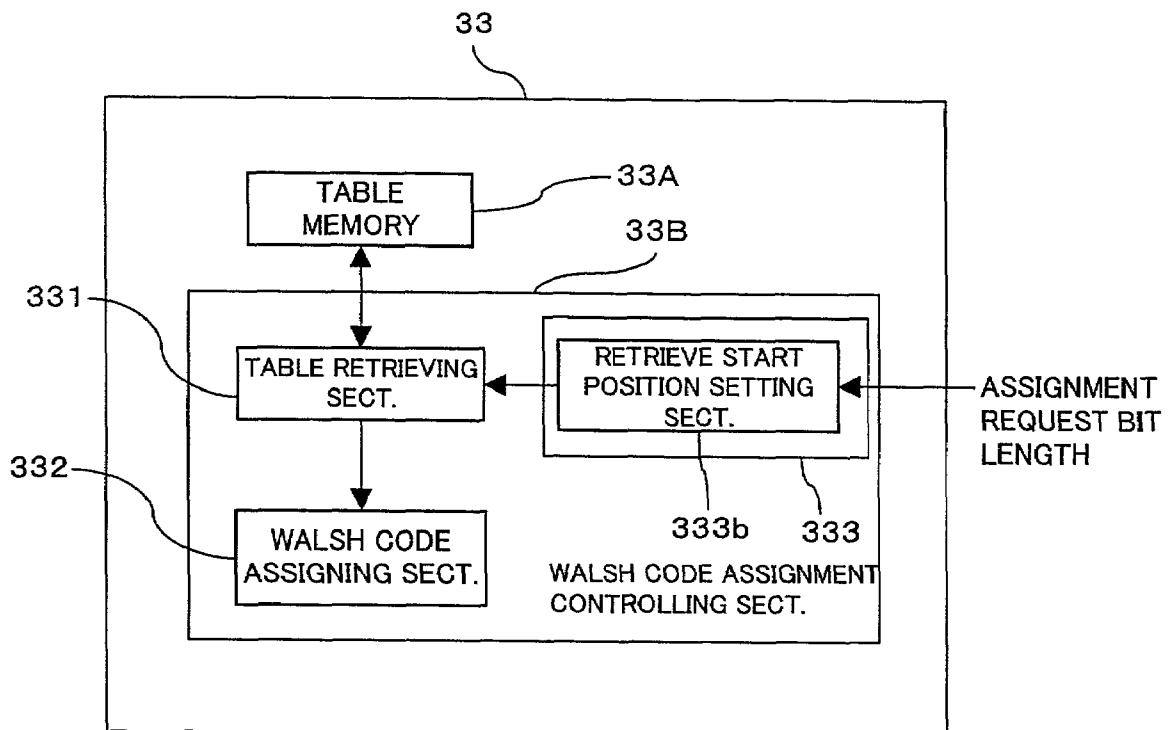 33
TABLE
MEMORY
33A
33B
331
TABLE RETRIEVING
SECT.
RETRIEVE START
POSITION SETTING
SECT.
ASSIGNMENT
REQUEST BIT
LENGTH
332
WALSH CODE
ASSIGNING SECT.
333b
333
WALSH CODE ASSIGNMENT
CONTROLLING SECT.